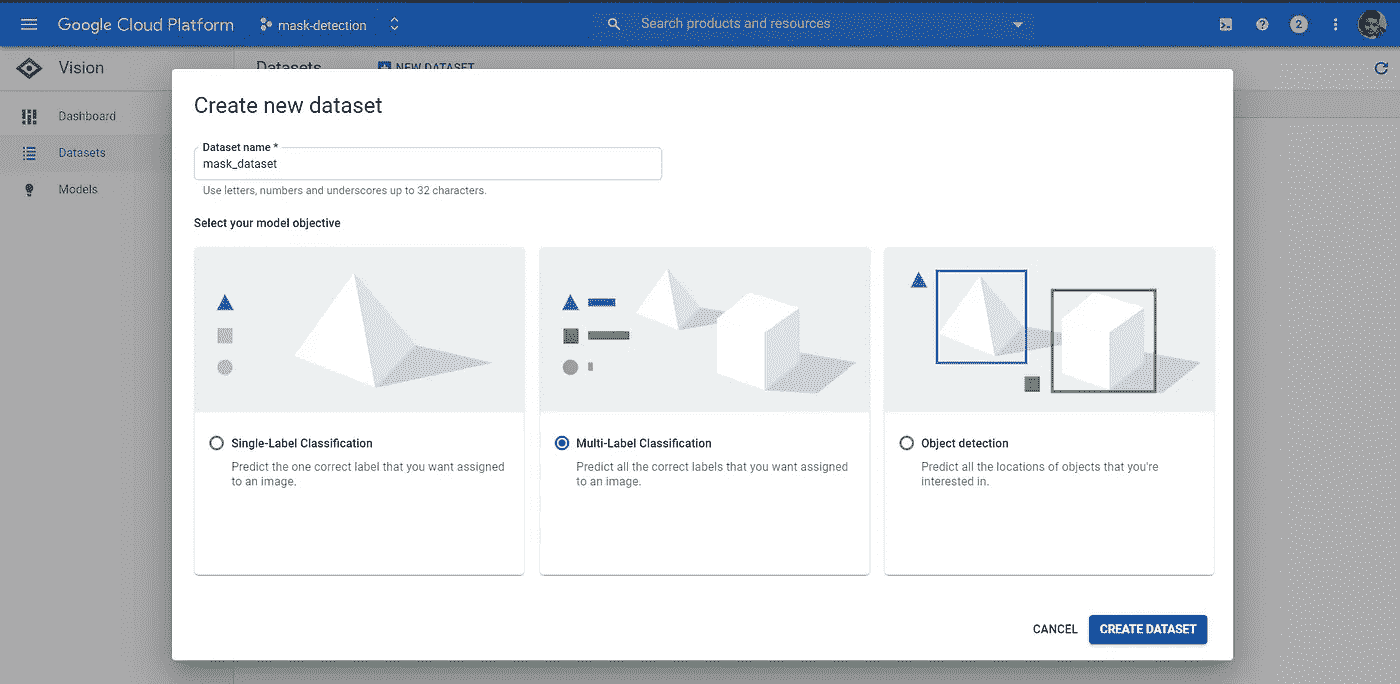 Google Cloud Platform
mask-detection
Search products and resources
2
Vision
Datasets
NEW DATASET
Dashboard
Datasets
Models
Create new dataset
Dataset name *
mask_dataset
Use letters, numbers and underscores up to 32 characters.
Select your model objective
Single-Label Classification
Predict the one correct label that you want assigned
to an image.
Multi-Label Classification
Predict all the correct labels that you want assigned
to an image.
Object detection
Predict all the locations of objects that you're
interested in.
CANCEL
CREATE DATASET